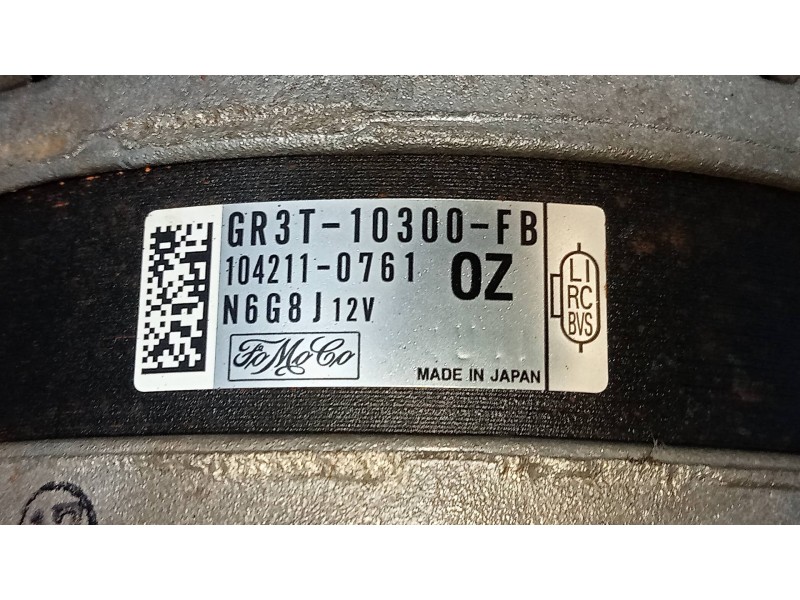 GR3T-10300-FB
104211-0761 OZ
N6G8J 12V
FoMoCo
MADE IN JAPAN
LI
RC
BVS